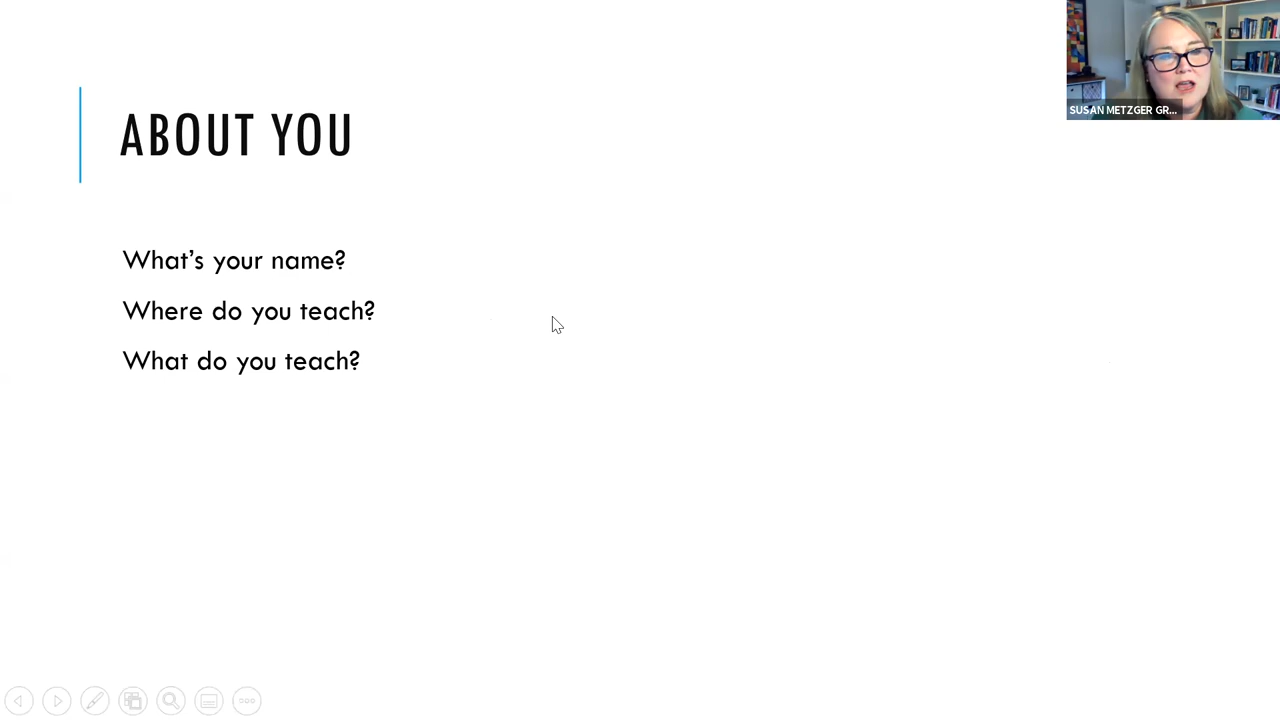 SUSAN METZGER GR...
ABOUT YOU
What's your name?
Where do you teach?
What do you teach?